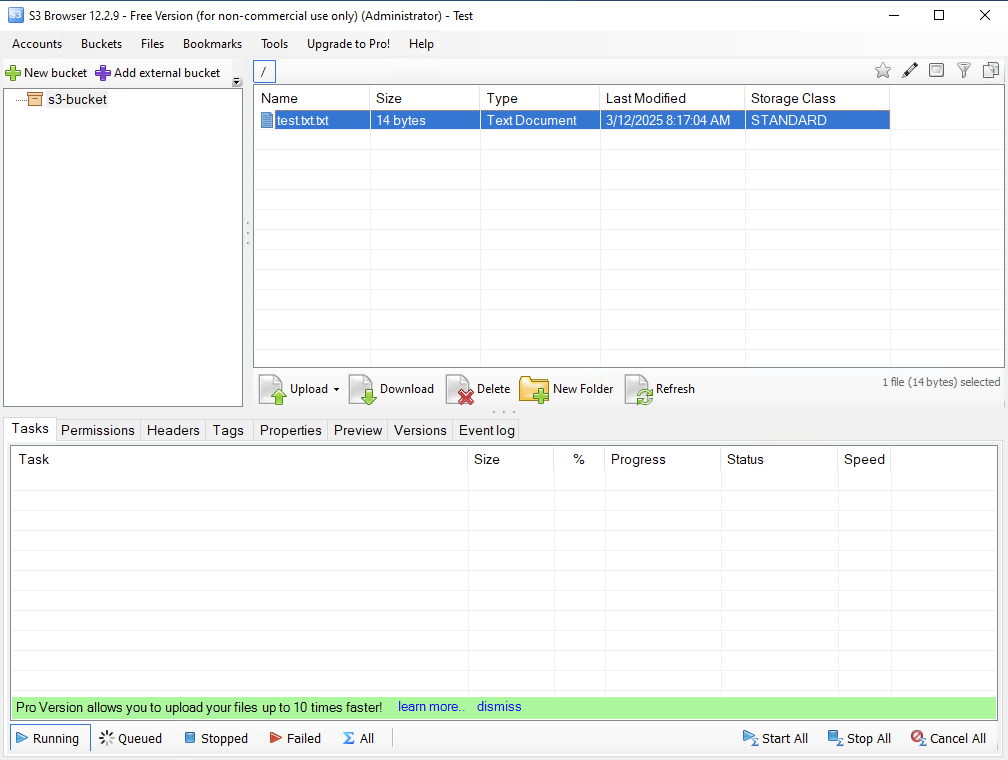 S3 Browser 12.2.9 - Free Version (for non-commercial use only) (Administrator) - Test
Accounts Buckets Files Bookmarks Tools Upgrade to Pro! Help
New bucket Add external bucket
/
s3-bucket
Name Size Type Last Modified Storage Class
test.txt.txt 14 bytes Text Document 3/12/2025 8:17:04 AM STANDARD
Upload Download Delete New Folder Refresh
1 file (14 bytes) selected
Tasks Permissions Headers Tags Properties Preview Versions Event log
Task Size % Progress Status Speed
Pro Version allows you to upload your files up to 10 times faster! learn more.. dismiss
Running Queued Stopped Failed All Start All Stop All Cancel All